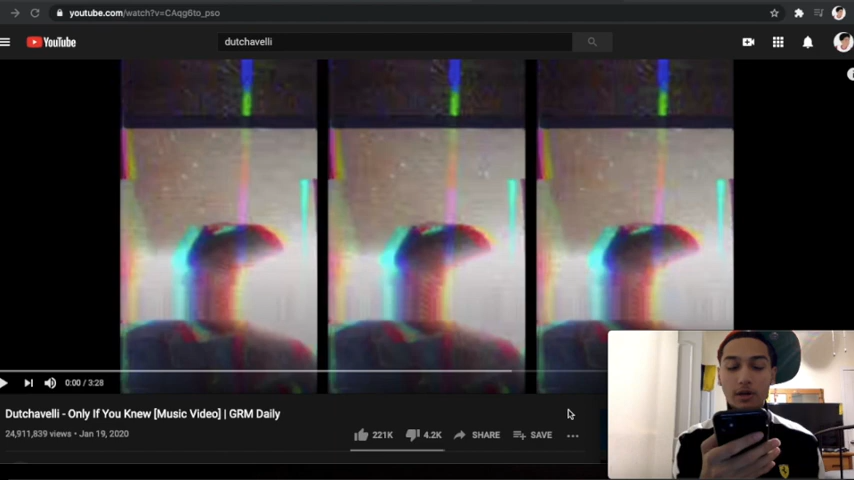 youtube.com/watch?v=CAqg6to_pso
YouTube
dutchavelli
0:00 / 3:28
Dutchavelli - Only If You Knew [Music Video] | GRM Daily
24,911,839 views • Jan 19, 2020
221K
4.2K
SHARE
SAVE